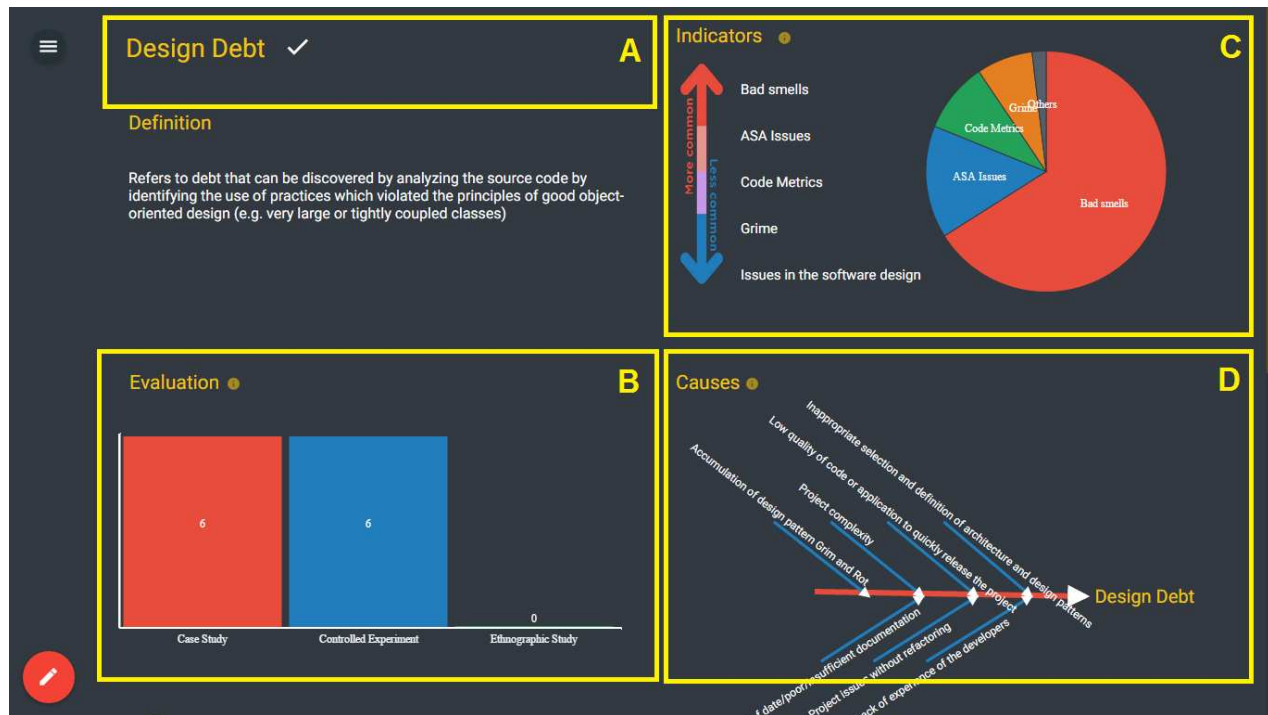 Design Debt
A
Definition
Refers to debt that can be discovered by analyzing the source code by
identifying the use of practices which violated the principles of good object-
oriented design (e.g. very large or tightly coupled classes)
Indicators
C
More common
Less common
Bad smells
ASA Issues
Code Metrics
Grime
Issues in the software design
Others
Grime
Code Metrics
ASA Issues
Bad smells
Evaluation
B
6
6
0
Case Study
Controlled Experiment
Ethnographic Study
Causes
D
Inappropriate selection and definition of architecture and design patterns
Low quality of code or application to quickly release the project
Project complexity
Accumulation of design pattern Grim and Rot
Design Debt
f date/poor/insufficient documentation
Project issues without refactoring
ack of experience of the developers